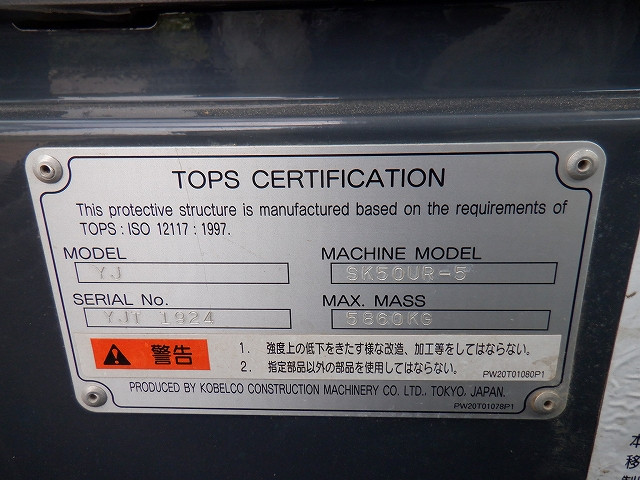 TOPS CERTIFICATION
This protective structure is manufactured based on the requirements of
TOPS : ISO 12117 : 1997.
MODEL
YJ
MACHINE MODEL
SK50UR-5
SERIAL No.
YJT 1924
MAX. MASS
5860KG
警告
1. 強度上の低下をきたす様な改造、加工等をしてはならない。
2. 指定部品以外の部品を使用してはならない。
PW20T01080P1
PRODUCED BY KOBELCO CONSTRUCTION MACHINERY CO. LTD., TOKYO, JAPAN.
PW20T01078P1
本
移